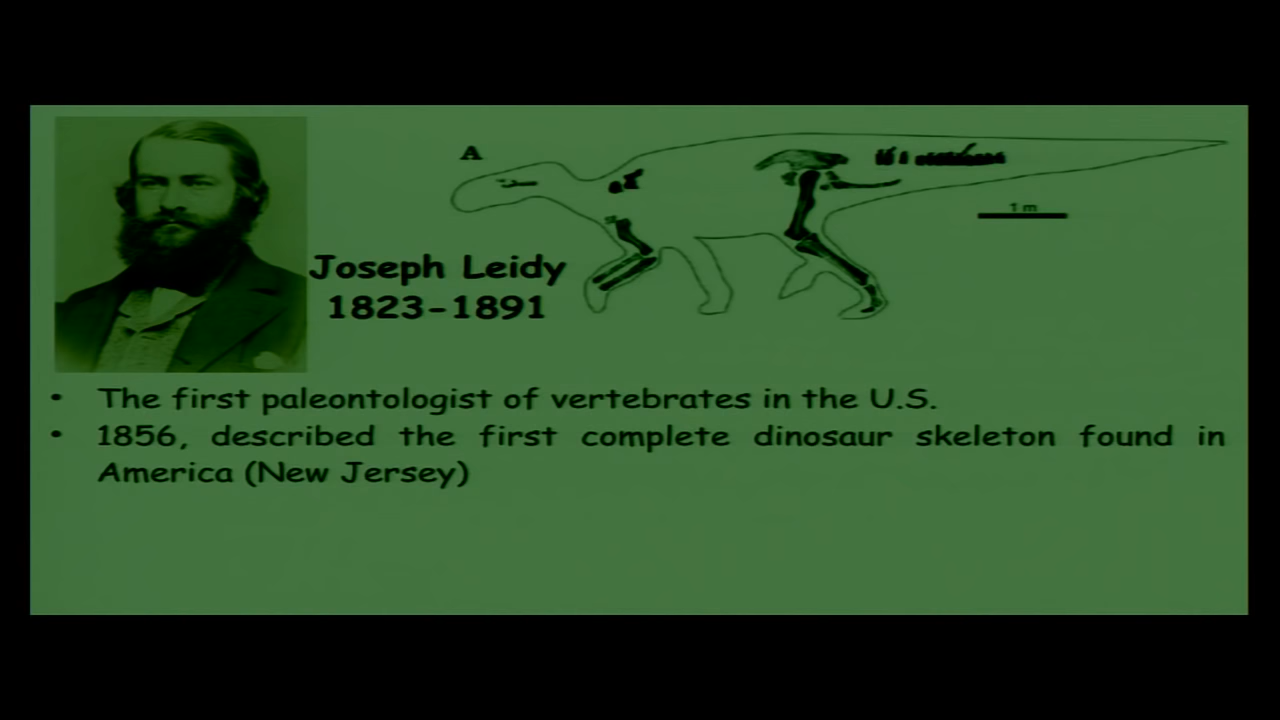 A
1 m
Joseph Leidy
1823-1891
• The first paleontologist of vertebrates in the U.S.
• 1856, described the first complete dinosaur skeleton found in
America (New Jersey)